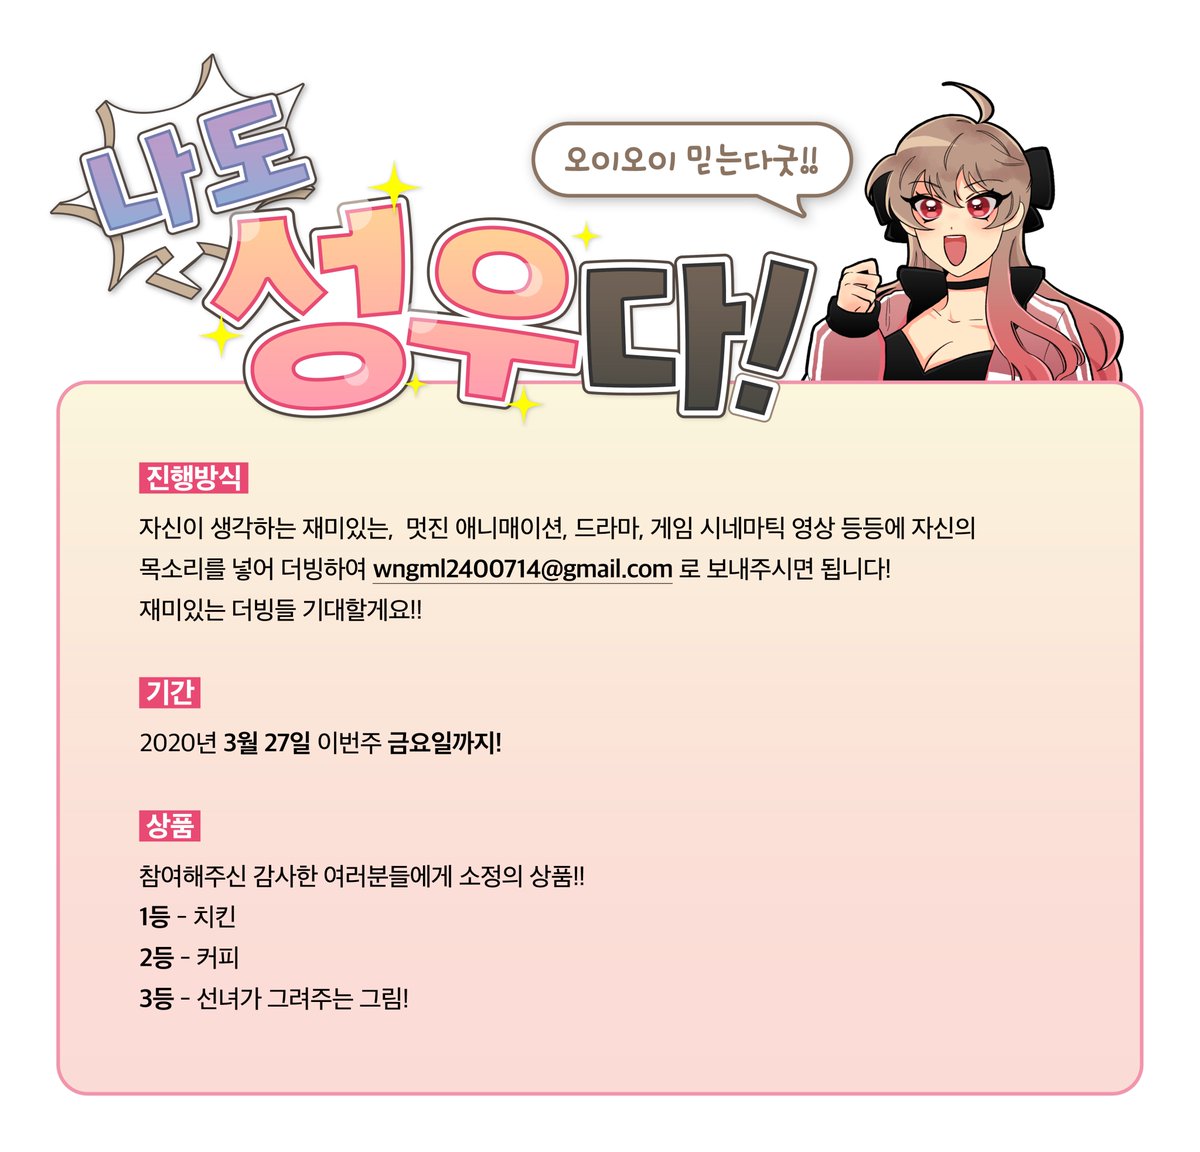 나도
성우다!
오이오이 믿는다굿!!
진행방식
자신이 생각하는 재미있는, 멋진 애니매이션, 드라마, 게임 시네마틱 영상 등등에 자신의
목소리를 넣어 더빙하여 wngml2400714@gmail.com 로 보내주시면 됩니다!
재미있는 더빙들 기대할게요!!
기간
2020년 3월 27일 이번주 금요일까지!
상품
참여해주신 감사한 여러분들에게 소정의 상품!!
1등 - 치킨
2등 - 커피
3등 - 선녀가 그려주는 그림!